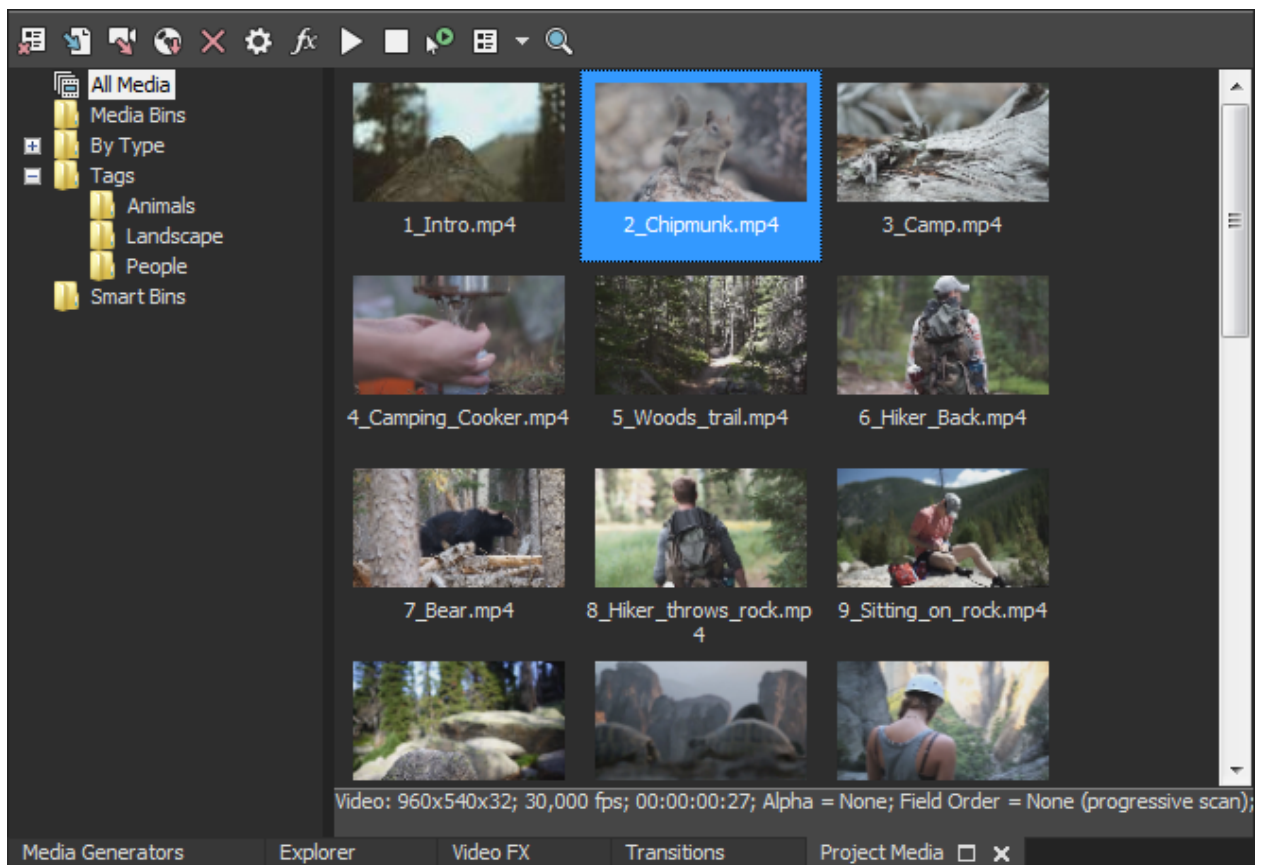 fx
All Media
Media Bins
By Type
Tags
Animals
Landscape
People
Smart Bins
1_Intro.mp4
2_Chipmunk.mp4
3_Camp.mp4
4_Camping_Cooker.mp4
5_Woods_trail.mp4
6_Hiker_Back.mp4
7_Bear.mp4
8_Hiker_throws_rock.mp
4
9_Sitting_on_rock.mp4
Video: 960x540x32; 30,000 fps; 00:00:00:27; Alpha = None; Field Order = None (progressive scan);
Media Generators
Explorer
Video FX
Transitions
Project Media